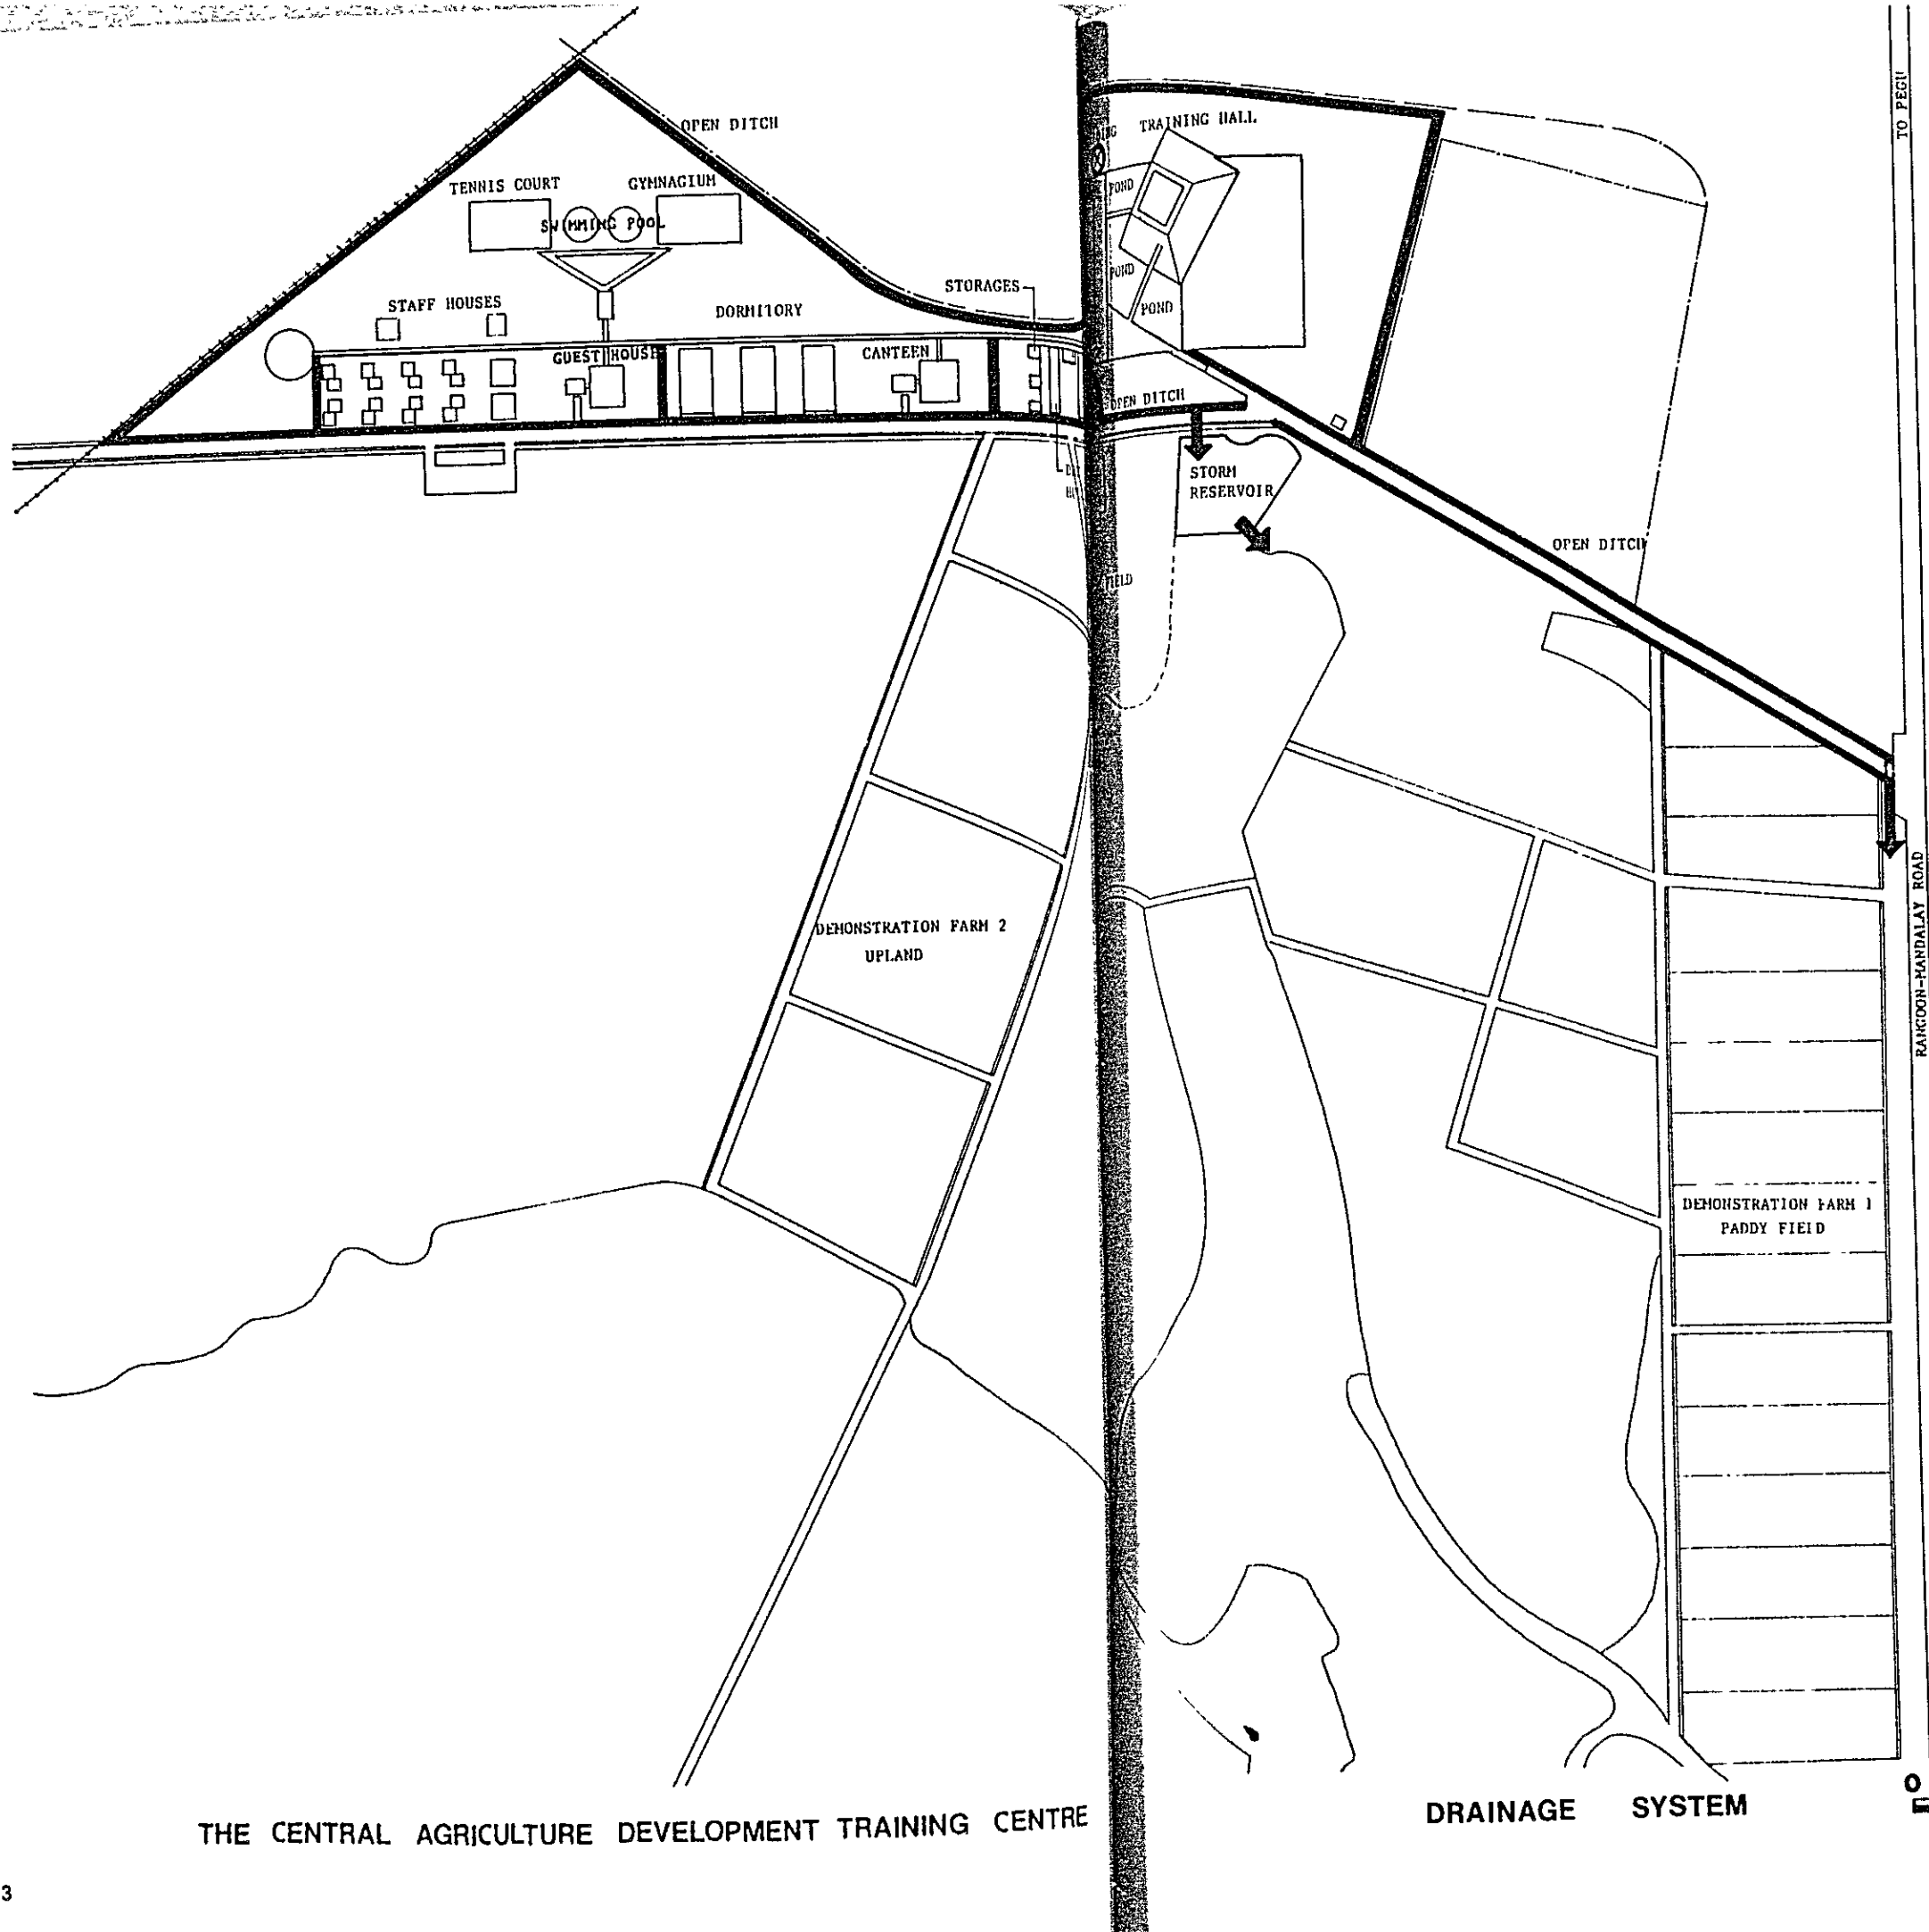 TO PEGU
OPEN DITCH
TRAINING HALL
TENNIS COURT
GYMNAGIUM
SWIMMING POOL
POND
POND
POND
STORAGES
STAFF HOUSES
DORMITORY
GUEST HOUSE
CANTEEN
OPEN DITCH
STORM
RESERVOIR
OPEN DITCH
FIELD
RANGOON-MANDALAY ROAD
DEMONSTRATION FARM 2
UPLAND
DEMONSTRATION FARM 1
PADDY FIELD
THE CENTRAL AGRICULTURE DEVELOPMENT TRAINING CENTRE
DRAINAGE SYSTEM
0
3